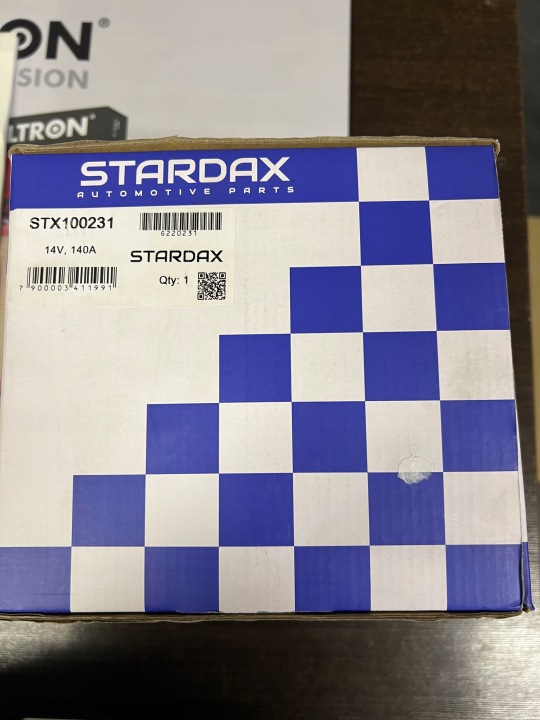 ON®
SION
LTRON®
STARDAX
AUTOMOTIVE PARTS
STX100231
6220231
14V, 140A
STARDAX
Qty: 1
7 900003 411991